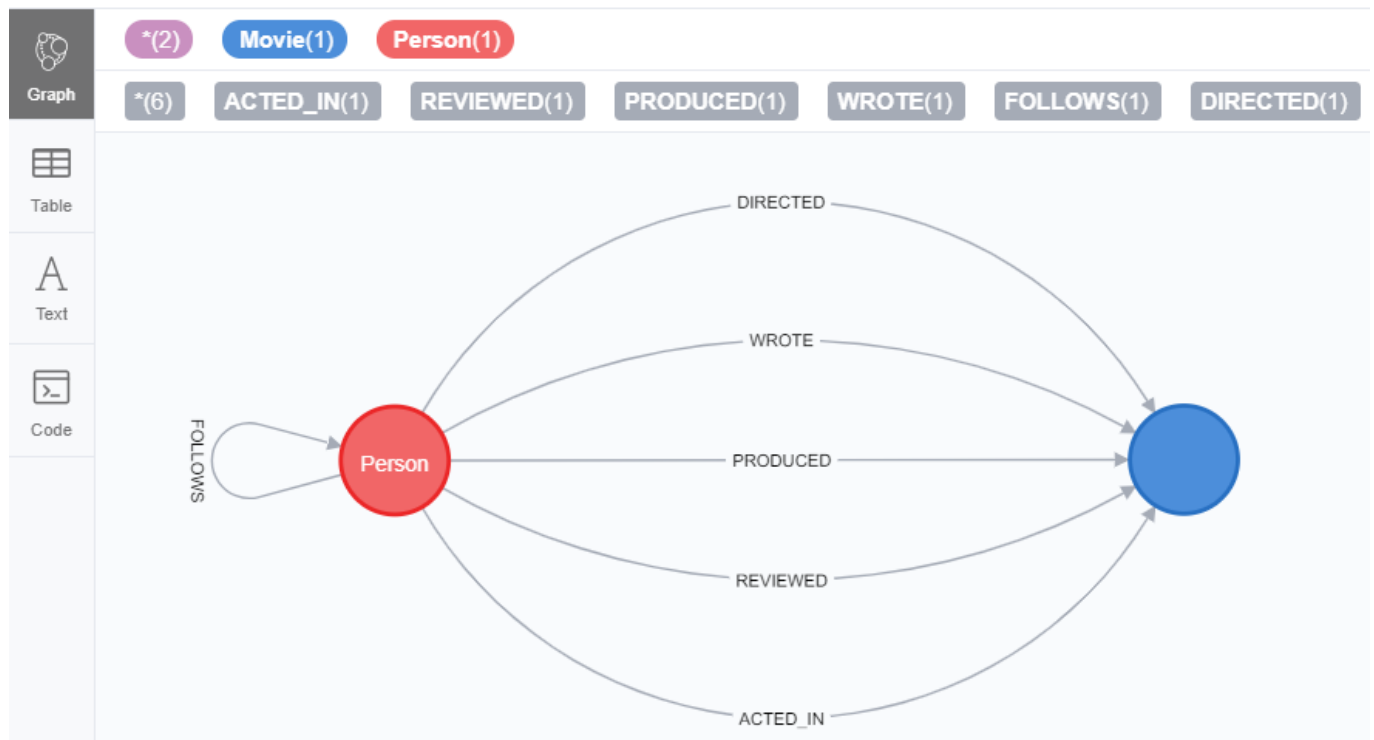 *(2) Movie(1) Person(1)
Graph
*(6) ACTED_IN(1) REVIEWED(1) PRODUCED(1) WROTE(1) FOLLOWS(1) DIRECTED(1)
Table
DIRECTED
A
Text
WROTE
>_
Code
FOLLOWS
Person
PRODUCED
REVIEWED
ACTED_IN